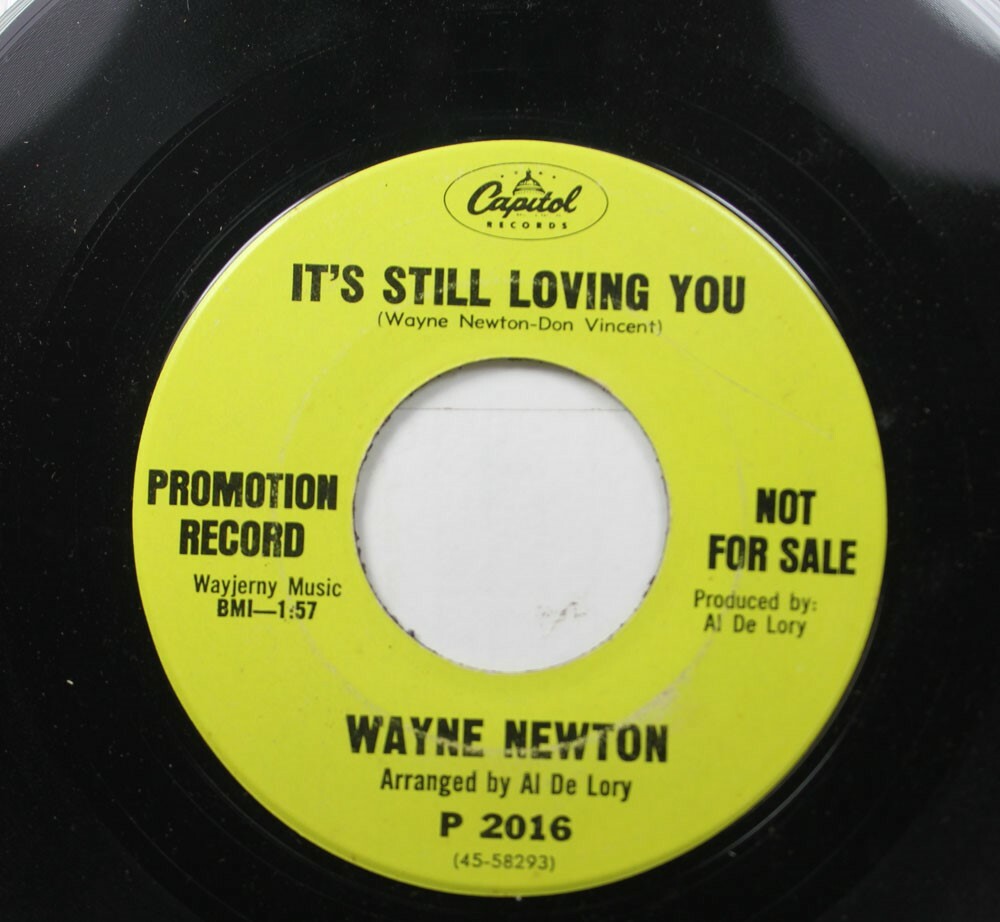 Capitol
RECORDS
IT'S STILL LOVING YOU
(Wayne Newton-Don Vincent)
PROMOTION
RECORD
Wayjerny Music
BMI—1:57
NOT
FOR SALE
Produced by:
Al De Lory
WAYNE NEWTON
Arranged by Al De Lory
P 2016
(45-58293)